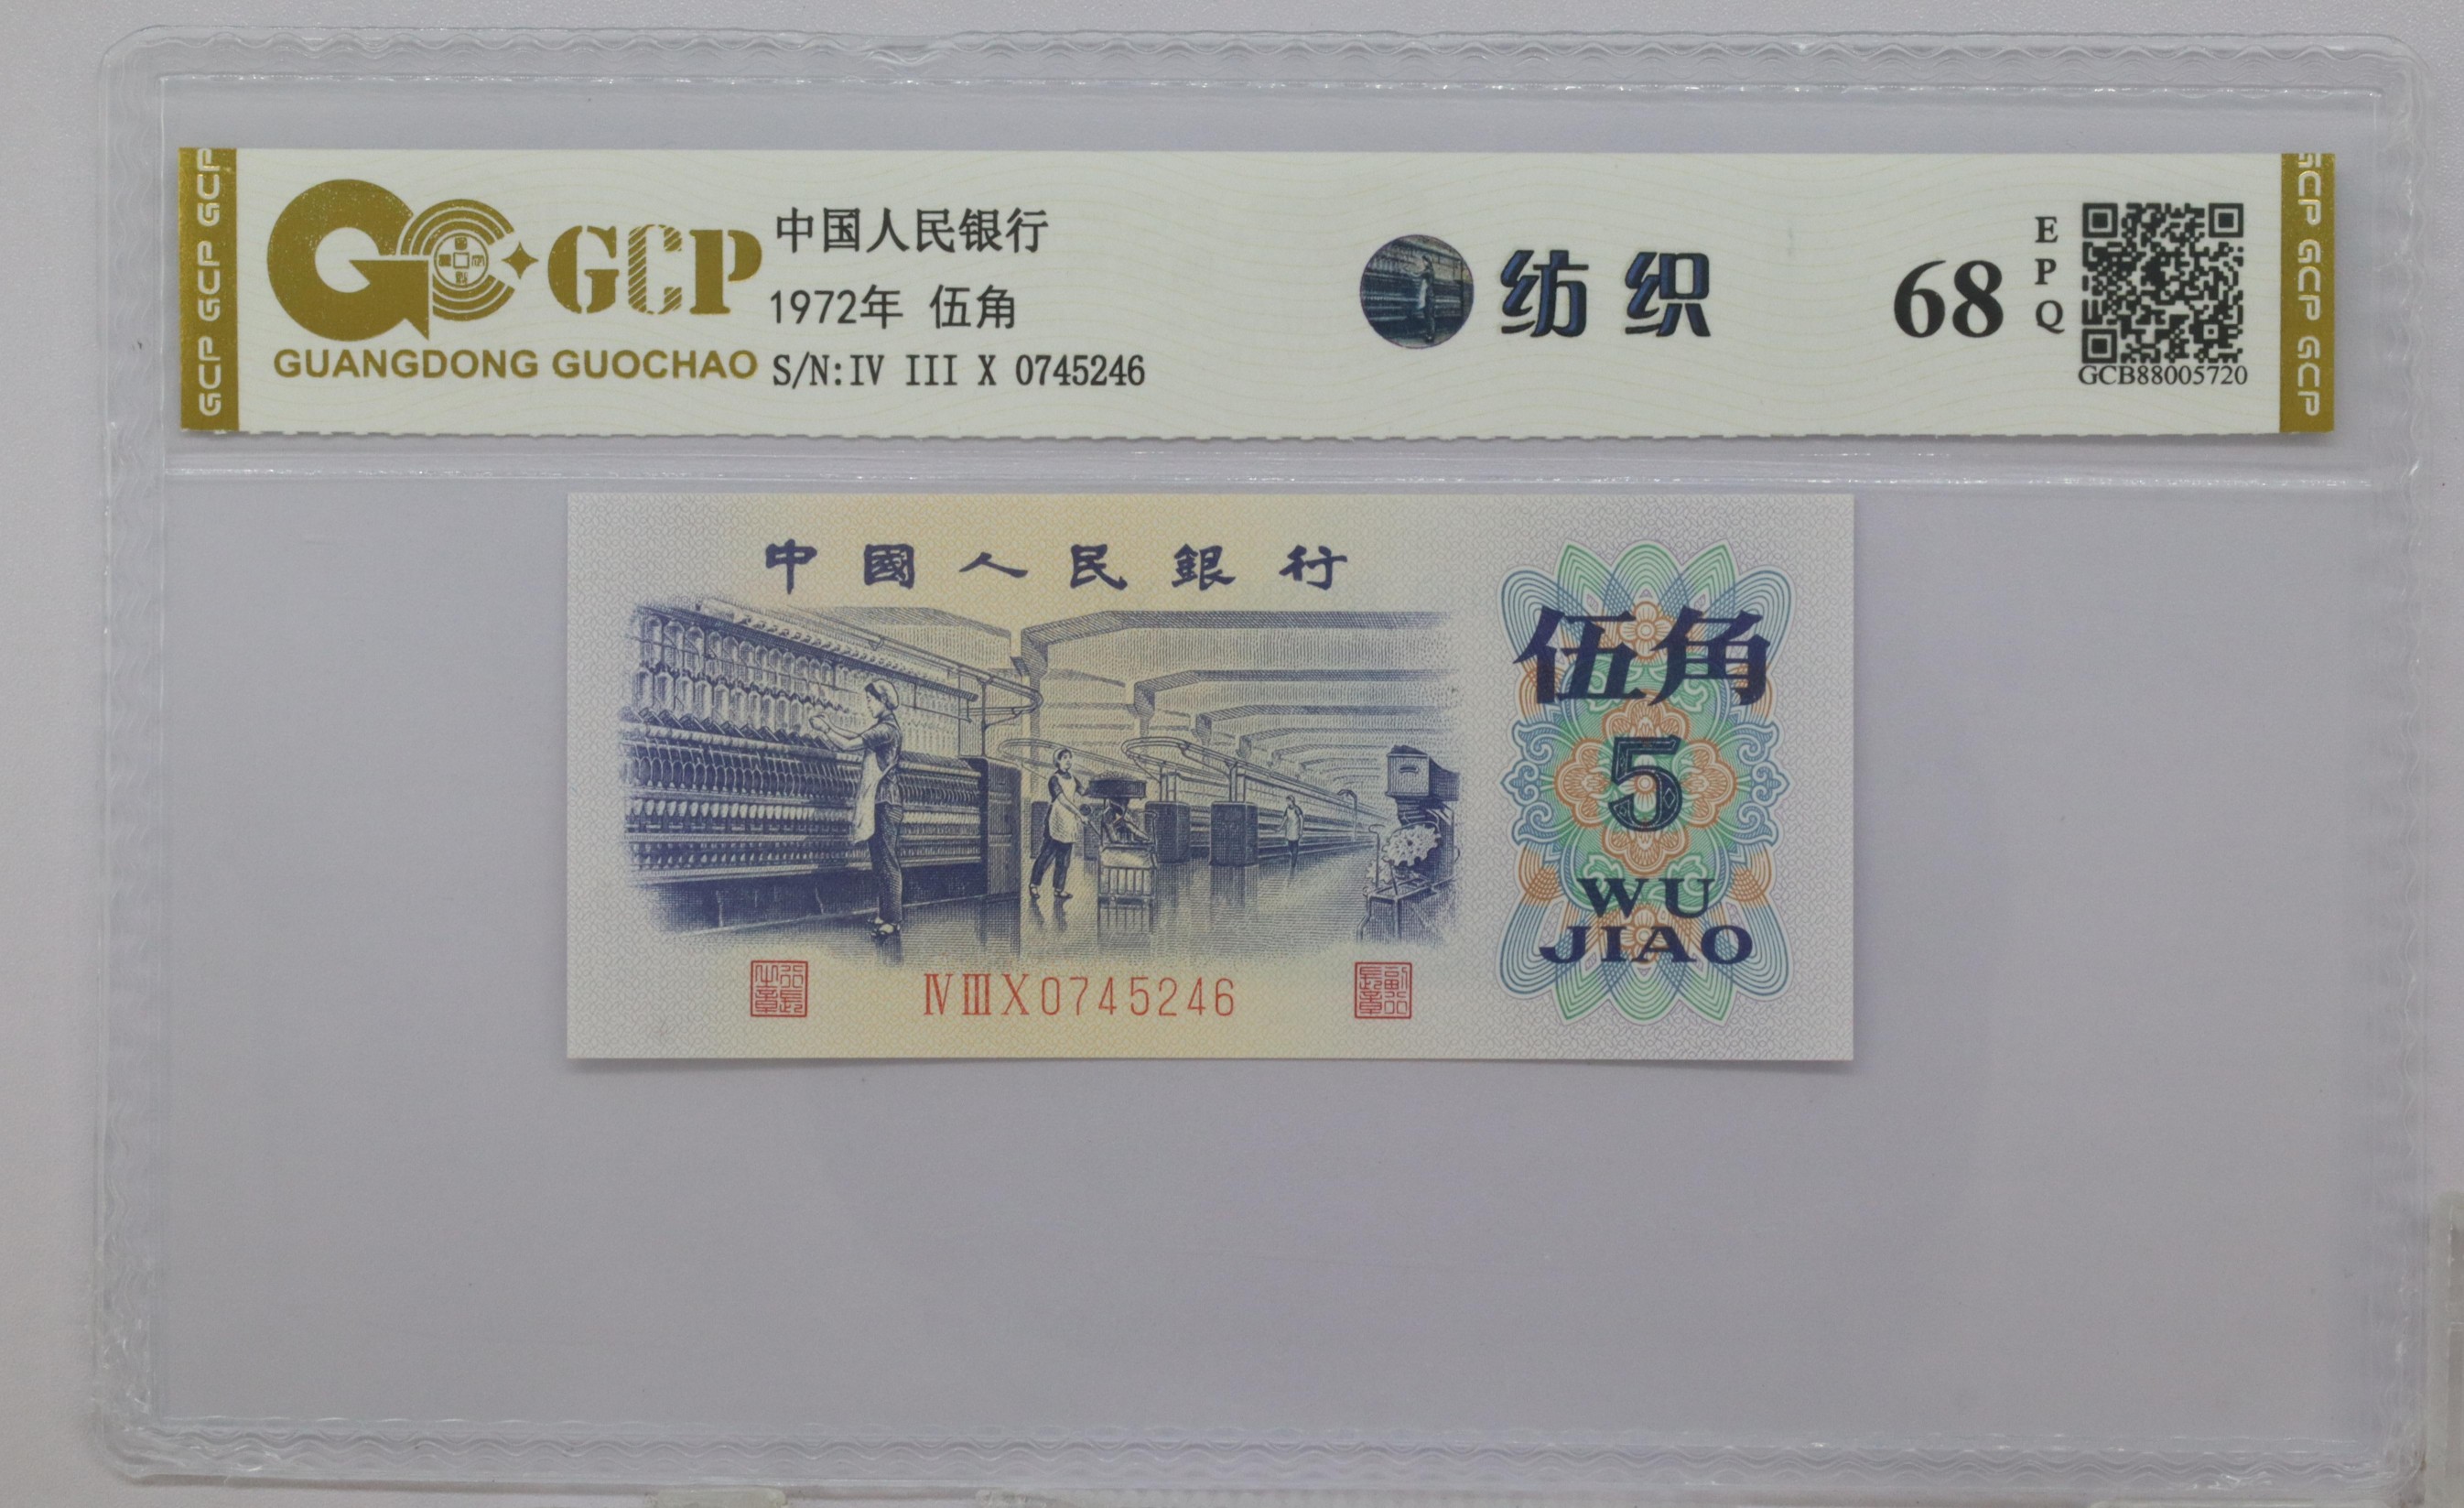 GCP GCP GCP
GCP
GUANGDONG GUOCHAO
中国人民银行
1972年 伍角
S/N:IV III X 0745246
纺织
68
EPQ
GCB88005720
GCP GCP GCP
中國人民銀行
伍角
5
WU
JIAO
ⅣⅢⅩ0745246